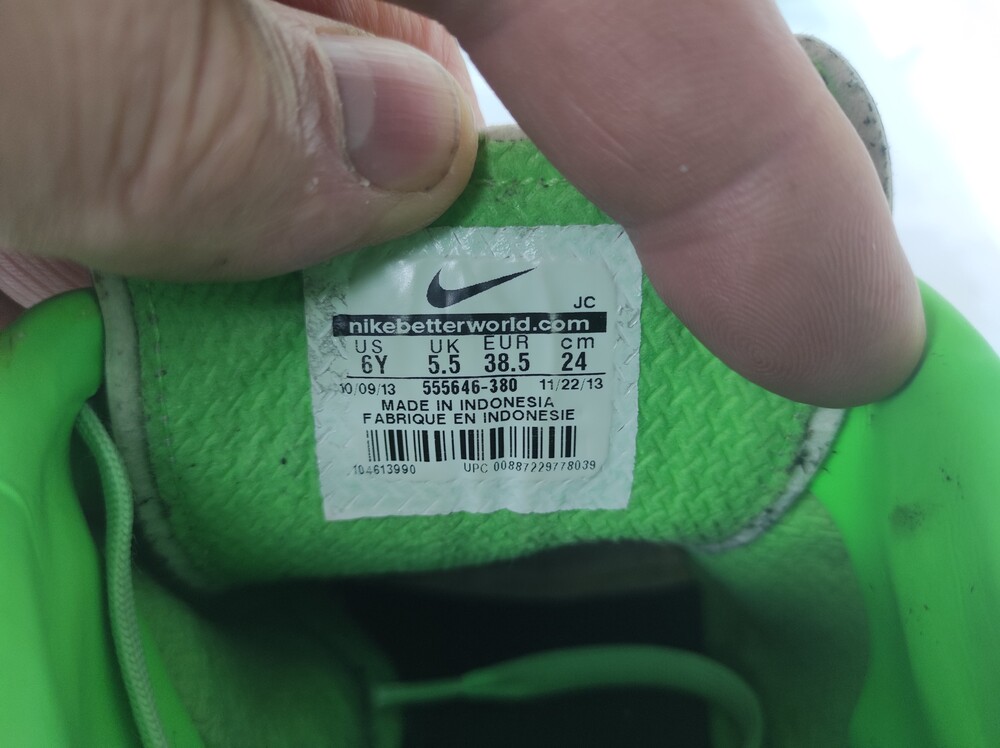 JC
nikebetterworld.com
US UK EUR cm
6Y 5.5 38.5 24
10/09/13 555646-380 11/22/13
MADE IN INDONESIA
FABRIQUE EN INDONESIE
104613990 UPC 00887229778039